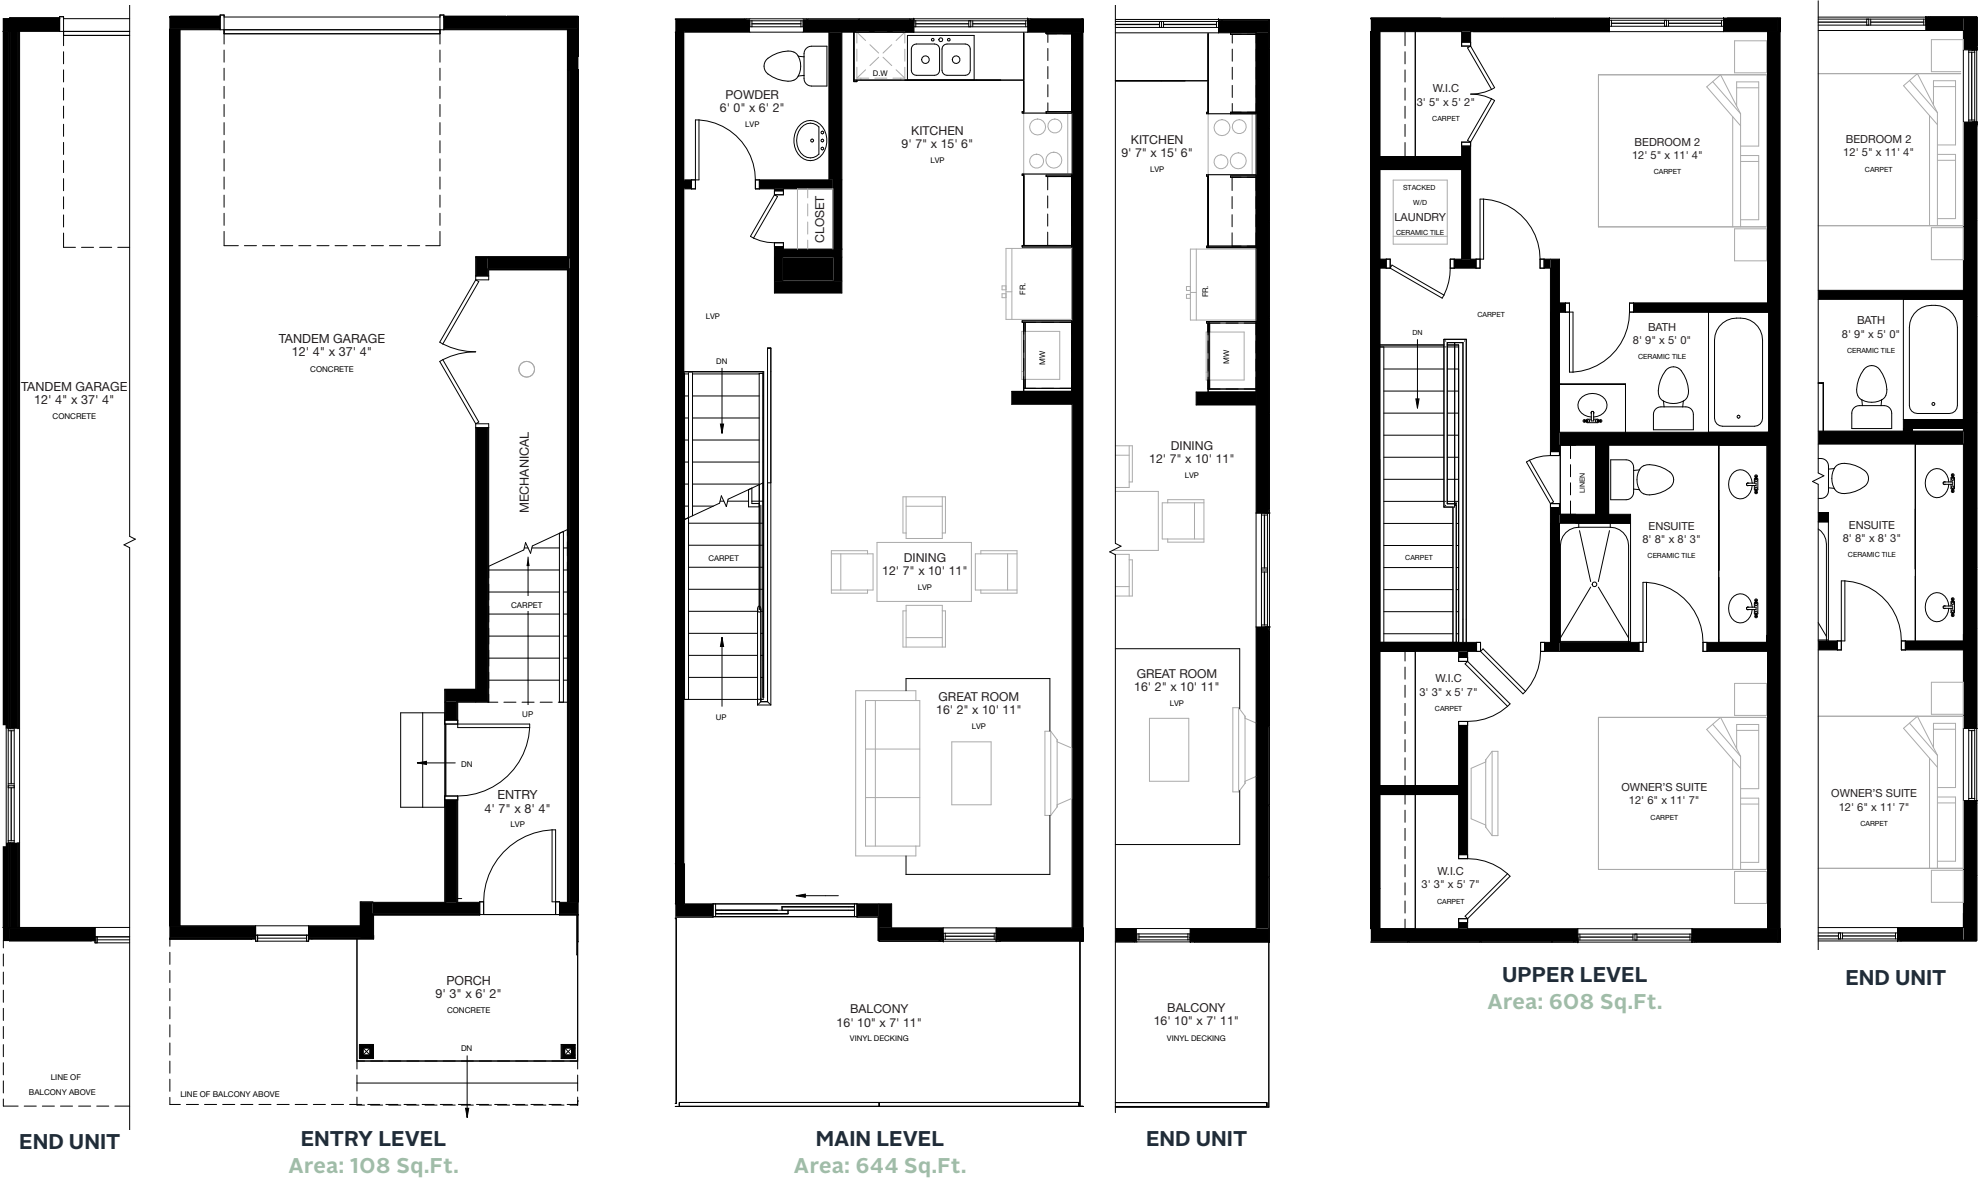 TANDEM GARAGE
12' 4" x 37' 4"
CONCRETE
LINE OF
BALCONY ABOVE
END UNIT
TANDEM GARAGE
12' 4" x 37' 4"
CONCRETE
MECHANICAL
CARPET
UP
DN
ENTRY
4' 7" x 8' 4"
LVP
PORCH
9' 3" x 6' 2"
CONCRETE
DN
LINE OF BALCONY ABOVE
ENTRY LEVEL
Area: 108 Sq.Ft.
POWDER
6' 0" x 6' 2"
LVP
D.W
KITCHEN
9' 7" x 15' 6"
LVP
CLOSET
FR.
LVP
MW
DN
CARPET
UP
DINING
12' 7" x 10' 11"
LVP
GREAT ROOM
16' 2" x 10' 11"
LVP
BALCONY
16' 10" x 7' 11"
VINYL DECKING
MAIN LEVEL
Area: 644 Sq.Ft.
KITCHEN
9' 7" x 15' 6"
LVP
FR.
MW
DINING
12' 7" x 10' 11"
LVP
GREAT ROOM
16' 2" x 10' 11"
LVP
BALCONY
16' 10" x 7' 11"
VINYL DECKING
END UNIT
W.I.C
3' 5" x 5' 2"
CARPET
BEDROOM 2
12' 5" x 11' 4"
CARPET
STACKED
W/D
LAUNDRY
CERAMIC TILE
CARPET
DN
BATH
8' 9" x 5' 0"
CERAMIC TILE
LINEN
ENSUITE
8' 8" x 8' 3"
CERAMIC TILE
CARPET
W.I.C
3' 3" x 5' 7"
CARPET
OWNER'S SUITE
12' 6" x 11' 7"
CARPET
W.I.C
3' 3" x 5' 7"
CARPET
UPPER LEVEL
Area: 608 Sq.Ft.
BEDROOM 2
12' 5" x 11' 4"
CARPET
BATH
8' 9" x 5' 0"
CERAMIC TILE
ENSUITE
8' 8" x 8' 3"
CERAMIC TILE
OWNER'S SUITE
12' 6" x 11' 7"
CARPET
END UNIT